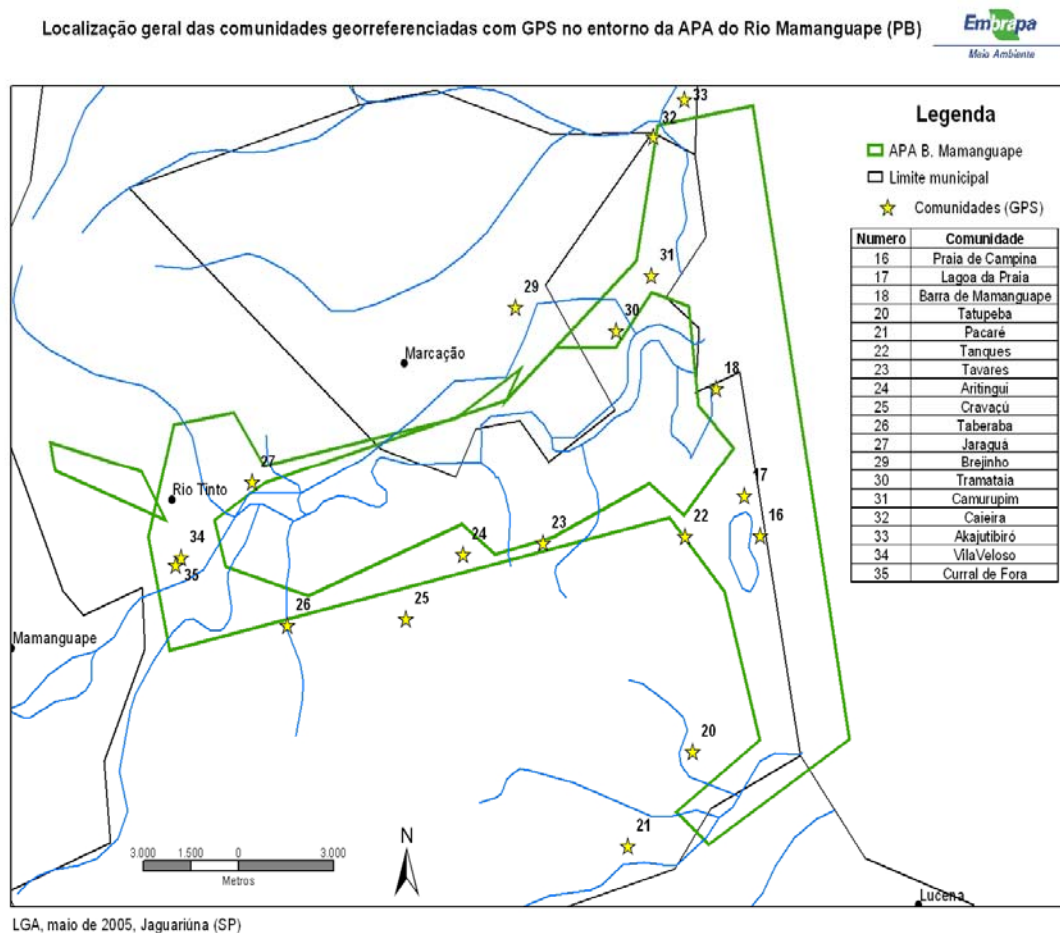 Localização geral das comunidades georreferenciadas com GPS no entorno da APA do Rio Mamanguape (PB)
Embrapa
Meio Ambiente
Legenda
APA B. Mamanguape
Limite municipal
Comunidades (GPS)
Numero Comunidade
16 Praia de Campina
17 Lagoa da Praia
18 Barra de Mamanguape
20 Tatupeba
21 Pacaré
22 Tanques
23 Tavares
24 Aritingui
25 Cravaçú
26 Taberaba
27 Jaraguá
29 Brejinho
30 Tramataia
31 Camurupim
32 Caieira
33 Akajutibiró
34 Vila Veloso
35 Curral de Fora
33
32
31
29
30
Marcação
18
27
Rio Tinto
17
22
16
23
24
34
35
25
26
Mamanguape
20
21
N
3.000 1.500 0 3.000
Metros
Lucena
LGA, maio de 2005, Jaguariúna (SP)